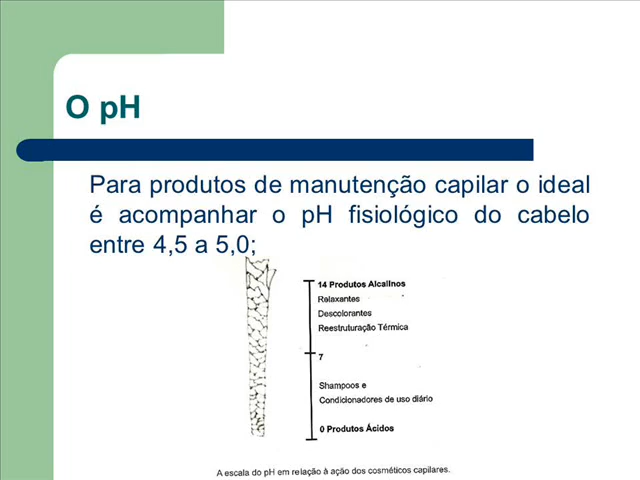 O pH
Para produtos de manutenção capilar o ideal
é acompanhar o pH fisiológico do cabelo
entre 4,5 a 5,0;
14 Produtos Alcalinos
Relaxantes
Descolorantes
Reestruturação Térmica
7
Shampoos e
Condicionadores de uso diário
0 Produtos Ácidos
A escala do pH em relação à ação dos cosméticos capilares.